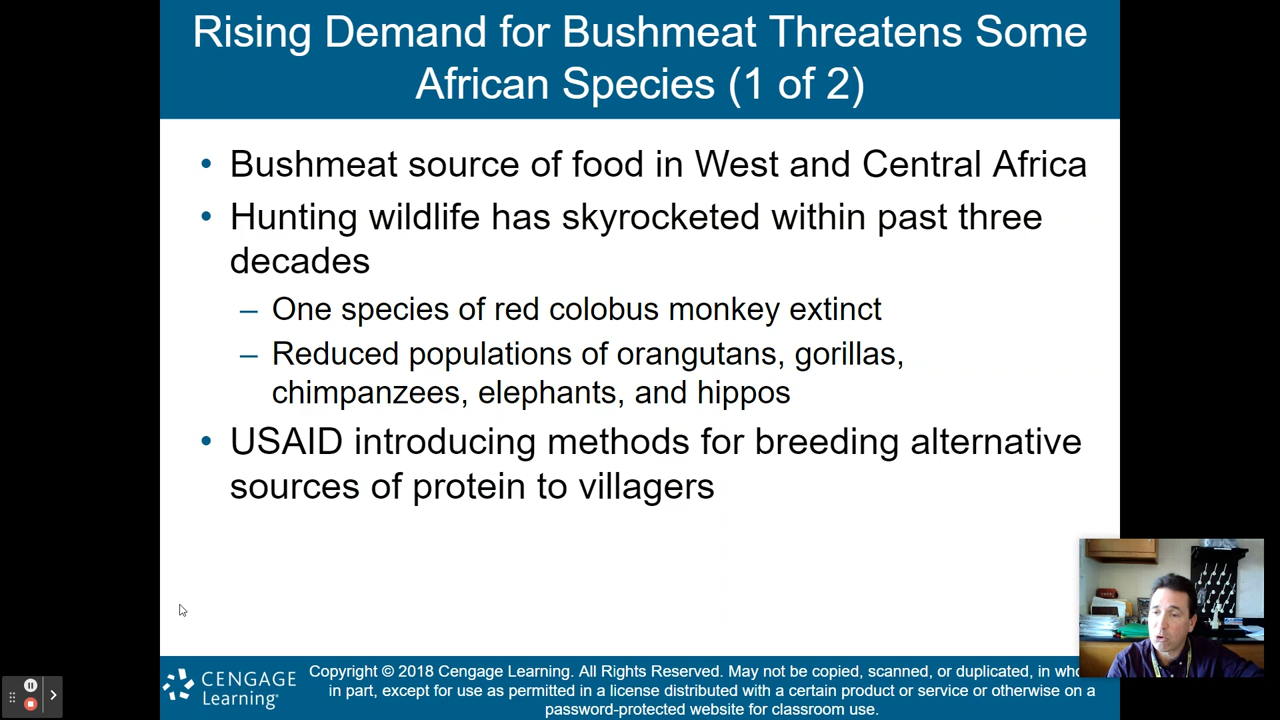 Rising Demand for Bushmeat Threatens Some
African Species (1 of 2)
• Bushmeat source of food in West and Central Africa
• Hunting wildlife has skyrocketed within past three
decades
– One species of red colobus monkey extinct
– Reduced populations of orangutans, gorillas,
chimpanzees, elephants, and hippos
• USAID introducing methods for breeding alternative
sources of protein to villagers
CENGAGE
Learning®
Copyright © 2018 Cengage Learning. All Rights Reserved. May not be copied, scanned, or duplicated, in who
in part, except for use as permitted in a license distributed with a certain product or service or otherwise on a
password-protected website for classroom use.